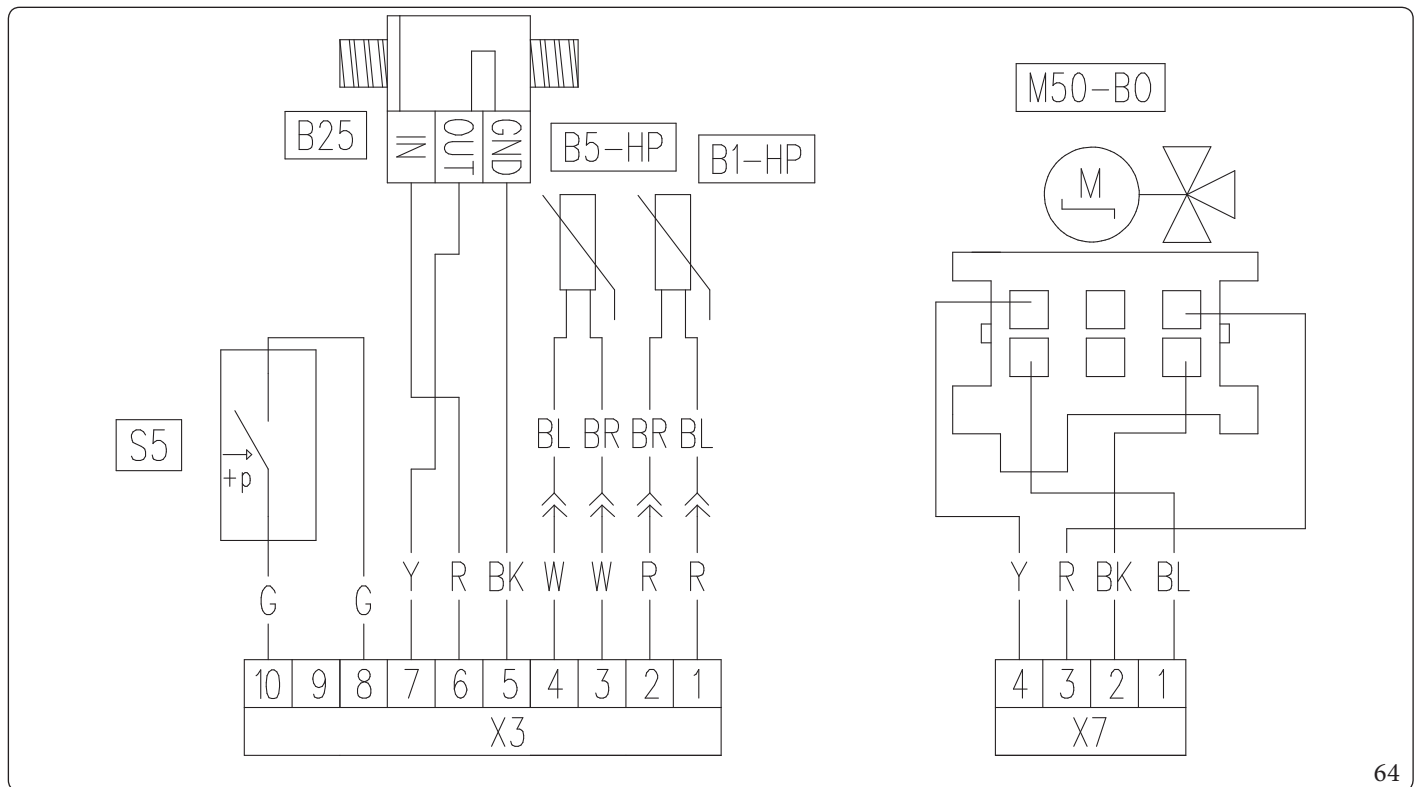 M50-BO
B25
IN OUT GND
B5-HP
B1-HP
M
S5
+p
BL BR BR BL
G G Y R BK W W R R
Y R BK BL
10 9 8 7 6 5 4 3 2 1
X3
4 3 2 1
X7
64